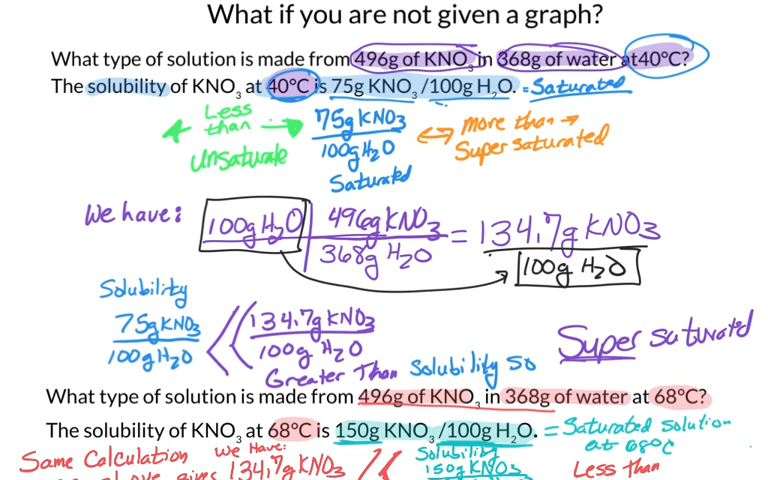 What if you are not given a graph?
What type of solution is made from 496g of KNO3 in 368g of water at 40°C?
The solubility of KNO3 at 40°C is 75g KNO3 /100g H2O. = Saturated
Less than
Unsaturate
75g KNO3
100g H2O
Saturated
more than →
Super saturated
We have:
100g H2O | 496g KNO3 = 134.7g KNO3
368g H2O
100g H2O
Solubility
75g KNO3 << 134.7g KNO3
100g H2O
100g H2O
Greater Than Solubility so
Super saturated
What type of solution is made from 496g of KNO3 in 368g of water at 68°C?
The solubility of KNO3 at 68°C is 150g KNO3 /100g H2O. = Saturated solution
at 68°C
Same Calculation
We Have:
134.7g KNO3
Solubility
150g KNO3
Less than